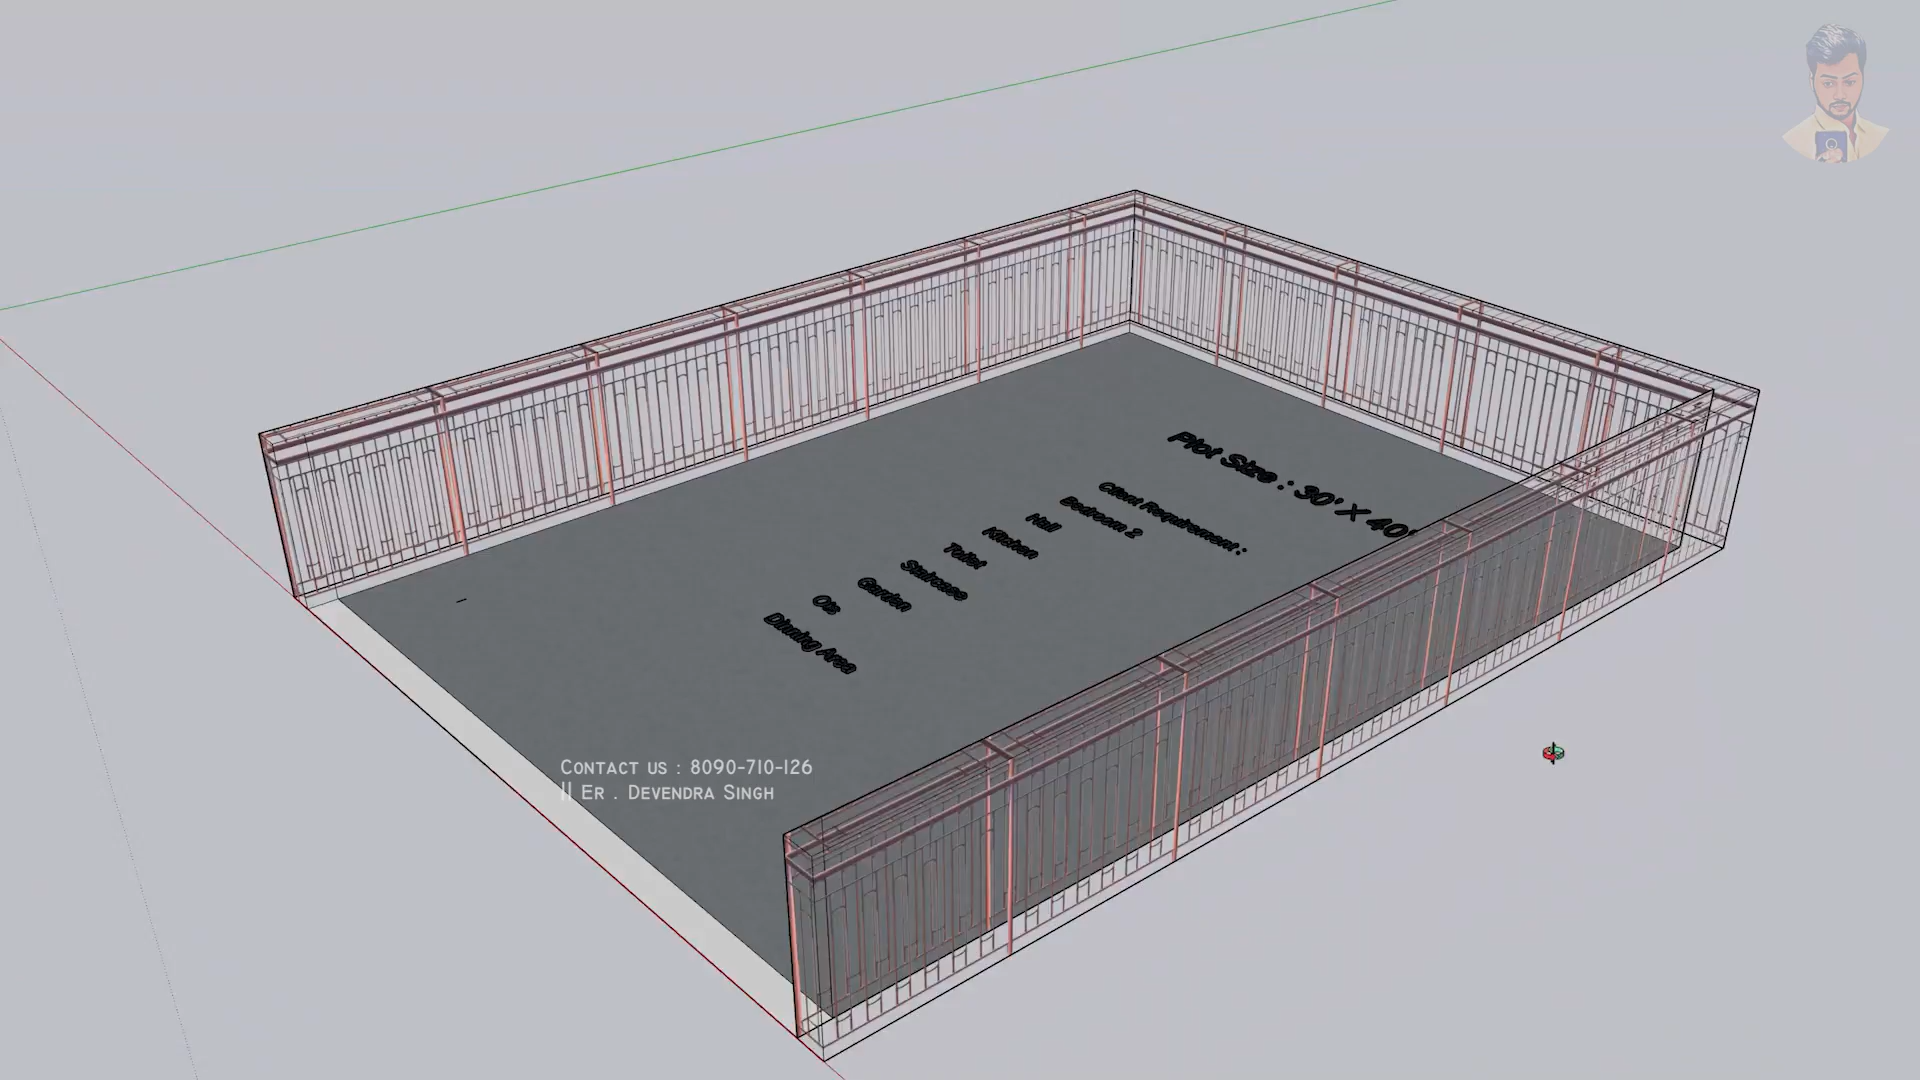 Plot Size : 30' X 40'
Client Requirement :
Bedroom 2
Hall
Kitchen
Toilet
Staircase
Garden
Ots
Dinning Area
Contact us : 8090-710-126
|| Er . Devendra Singh